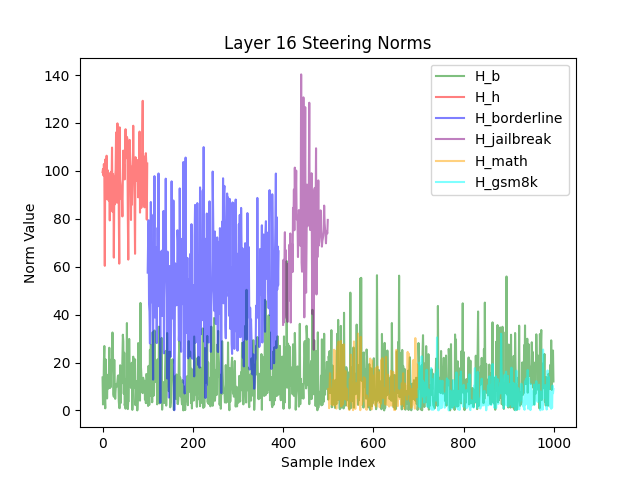 Layer 16 Steering Norms
140
120
100
80
60
40
20
0
Norm Value
0
200
400
600
800
1000
Sample Index
H_b
H_h
H_borderline
H_jailbreak
H_math
H_gsm8k